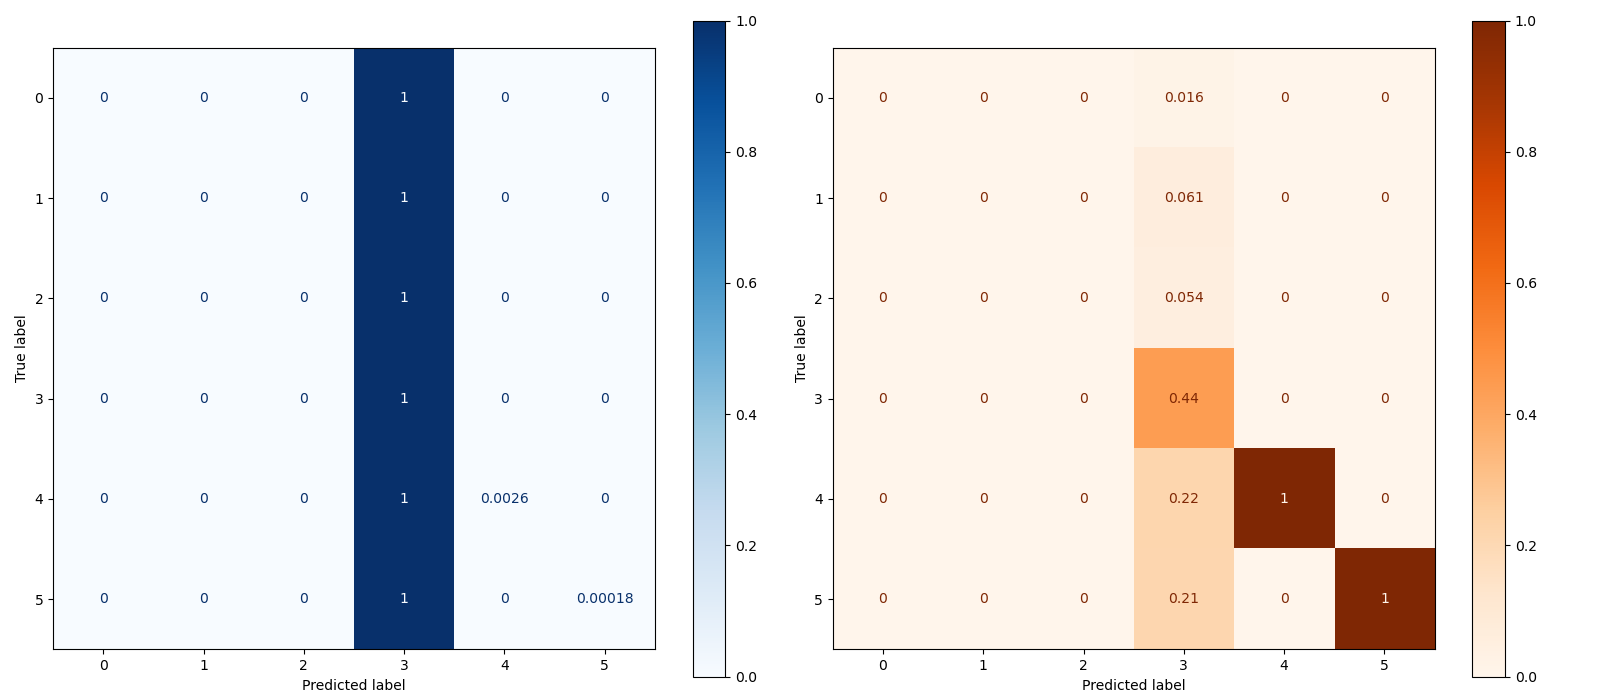 0 0 0 0 1 0 0
1 0 0 0 1 0 0
2 0 0 0 1 0 0
3 0 0 0 1 0 0
4 0 0 0 1 0.0026 0
5 0 0 0 1 0 0.00018
0 1 2 3 4 5
Predicted label
True label
1.0
0.8
0.6
0.4
0.2
0.0
0 0 0 0 0.016 0 0
1 0 0 0 0.061 0 0
2 0 0 0 0.054 0 0
3 0 0 0 0.44 0 0
4 0 0 0 0.22 1 0
5 0 0 0 0.21 0 1
0 1 2 3 4 5
Predicted label
True label
1.0
0.8
0.6
0.4
0.2
0.0